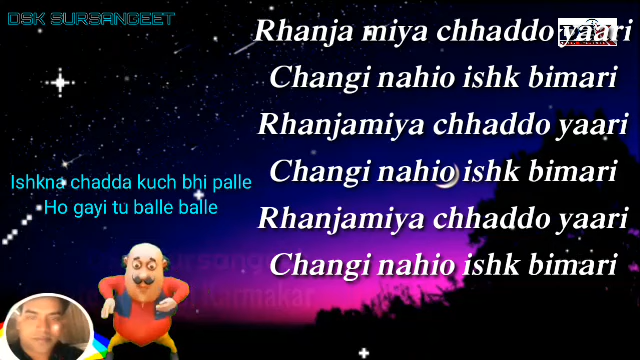 DSK SURSANGEET
Rhanja miya chhaddo yaari
Changi nahio ishk bimari
Rhanjamiya chhaddo yaari
Changi nahio ishk bimari
Rhanjamiya chhaddo yaari
Changi nahio ishk bimari
Ishkna chadda kuch bhi palle
Ho gayi tu balle balle
Karmakar